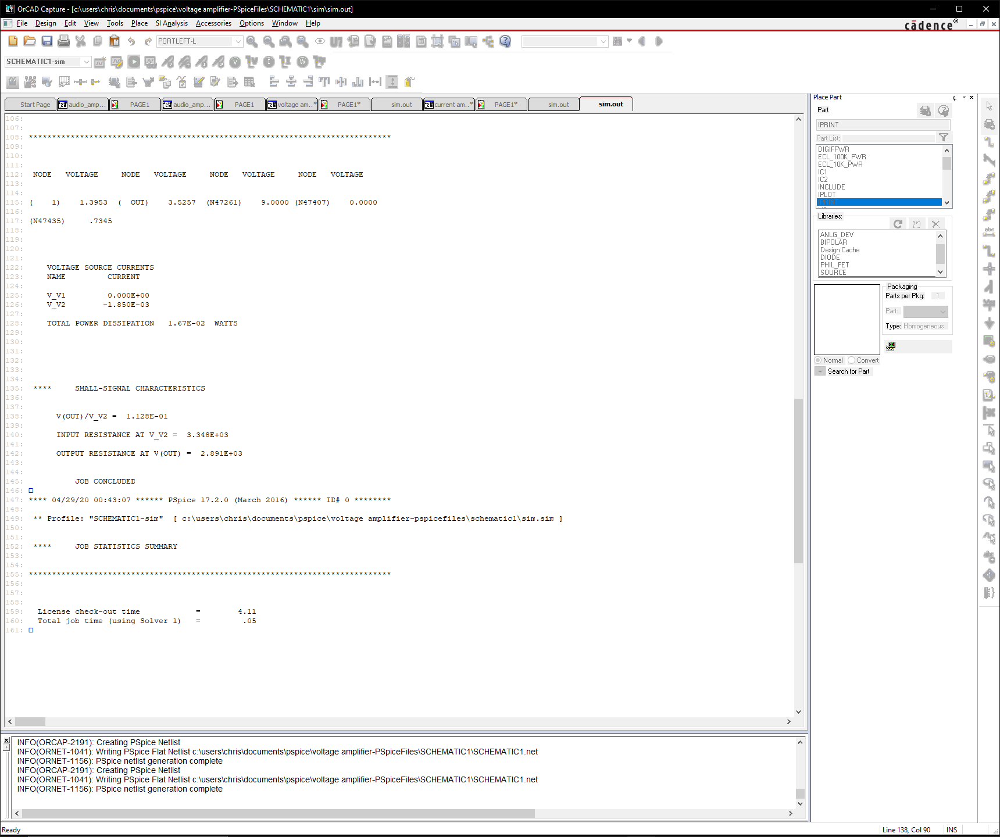 OrCAD Capture - [c:\users\chris\documents\pspice\voltage amplifier-PSpiceFiles\SCHEMATIC1\sim\sim.out]
File Design Edit View Tools Place SI Analysis Accessories Options Window Help
cādence®
PORTLEFT-L
SCHEMATIC1-sim
Start Page audio_amp... PAGE1 audio_amp... PAGE1 voltage am..* PAGE1* sim.out current am..* PAGE1* sim.out sim.out
106:
107:
108: ******************************************************************************
109:
110:
111:
112: NODE VOLTAGE NODE VOLTAGE NODE VOLTAGE NODE VOLTAGE
113:
114:
115: ( 1) 1.3953 ( OUT) 3.5257 (N47261) 9.0000 (N47407) 0.0000
116:
117: (N47435) .7345
118:
119:
120:
121:
122: VOLTAGE SOURCE CURRENTS
123: NAME CURRENT
124:
125: V_V1 0.000E+00
126: V_V2 -1.850E-03
127:
128: TOTAL POWER DISSIPATION 1.67E-02 WATTS
129:
130:
131:
132:
133:
134:
135: **** SMALL-SIGNAL CHARACTERISTICS
136:
137:
138: V(OUT)/V_V2 = 1.128E-01
139:
140: INPUT RESISTANCE AT V_V2 = 3.348E+03
141:
142: OUTPUT RESISTANCE AT V(OUT) = 2.891E+03
143:
144:
145: JOB CONCLUDED
146:
147: **** 04/29/20 00:43:07 ****** PSpice 17.2.0 (March 2016) ****** ID# 0 ********
148:
149: ** Profile: "SCHEMATIC1-sim" [ c:\users\chris\documents\pspice\voltage amplifier-pspicefiles\schematic1\sim.sim ]
150:
151:
152: **** JOB STATISTICS SUMMARY
153:
154:
155: ******************************************************************************
156:
157:
158:
159: License check-out time = 4.11
160: Total job time (using Solver 1) = .05
161:
INFO(ORCAP-2191): Creating PSpice Netlist
INFO(ORNET-1041): Writing PSpice Flat Netlist c:\users\chris\documents\pspice\voltage amplifier-PSpiceFiles\SCHEMATIC1\SCHEMATIC1.net
INFO(ORNET-1156): PSpice netlist generation complete
INFO(ORCAP-2191): Creating PSpice Netlist
INFO(ORNET-1041): Writing PSpice Flat Netlist c:\users\chris\documents\pspice\voltage amplifier-PSpiceFiles\SCHEMATIC1\SCHEMATIC1.net
INFO(ORNET-1156): PSpice netlist generation complete
Place Part
Part
IPRINT
Part List:
DIGIFPWR
ECL_100K_PWR
ECL_10K_PWR
IC1
IC2
INCLUDE
IPLOT
Libraries:
ANLG_DEV
BIPOLAR
Design Cache
DIODE
PHIL_FET
SOURCE
Packaging
Parts per Pkg: 1
Part:
Type: Homogeneous
Normal Convert
+ Search for Part
Ready
Line 138, Col 90 INS